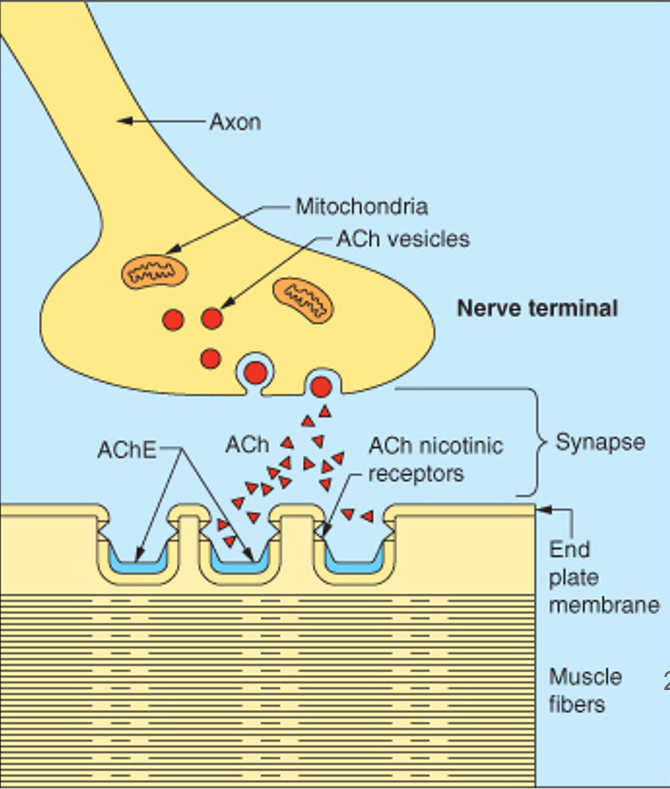 Axon
Mitochondria
ACh vesicles
Nerve terminal
AChE
ACh
ACh nicotinic
receptors
Synapse
End
plate
membrane
Muscle
fibers
2